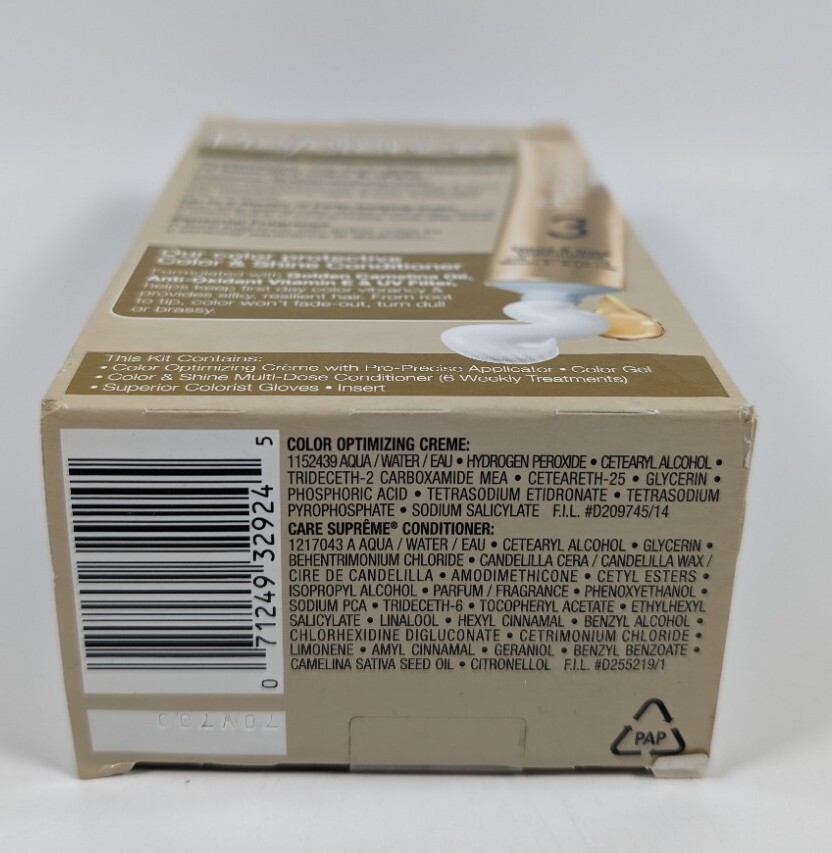 3
Our color protective
Color & Shine Conditioner
Formulated with Golden Camelina Oil,
Anti-Oxidant Vitamin E & UV Filter,
helps keep first day color vibrancy &
provides silky, resilient hair. From root
to tip, color won't fade-out, turn dull
or brassy.
This Kit Contains:
• Color Optimizing Crème with Pro-Precise Applicator • Color Gel
• Color & Shine Multi-Dose Conditioner (6 Weekly Treatments)
• Superior Colorist Gloves • Insert
0 71249 32924 5
COLOR OPTIMIZING CREME:
1152439 AQUA / WATER / EAU • HYDROGEN PEROXIDE • CETEARYL ALCOHOL •
TRIDECETH-2 CARBOXAMIDE MEA • CETEARETH-25 • GLYCERIN •
PHOSPHORIC ACID • TETRASODIUM ETIDRONATE • TETRASODIUM
PYROPHOSPHATE • SODIUM SALICYLATE F.I.L. #D209745/14
CARE SUPRÊME® CONDITIONER:
1217043 A AQUA / WATER / EAU • CETEARYL ALCOHOL • GLYCERIN •
BEHENTRIMONIUM CHLORIDE • CANDELILLA CERA / CANDELILLA WAX /
CIRE DE CANDELILLA • AMODIMETHICONE • CETYL ESTERS •
ISOPROPYL ALCOHOL • PARFUM / FRAGRANCE • PHENOXYETHANOL •
SODIUM PCA • TRIDECETH-6 • TOCOPHERYL ACETATE • ETHYLHEXYL
SALICYLATE • LINALOOL • HEXYL CINNAMAL • BENZYL ALCOHOL •
CHLORHEXIDINE DIGLUCONATE • CETRIMONIUM CHLORIDE •
LIMONENE • AMYL CINNAMAL • GERANIOL • BENZYL BENZOATE •
CAMELINA SATIVA SEED OIL • CITRONELLOL F.I.L. #D255219/1
PAP